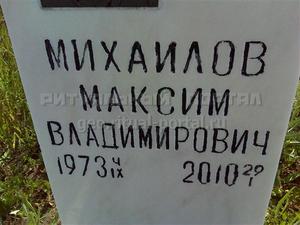 МИХАИЛОВ
МАКСИМ
ВЛАДИМИРОВИЧ
1973 4/IX 2010 29/I